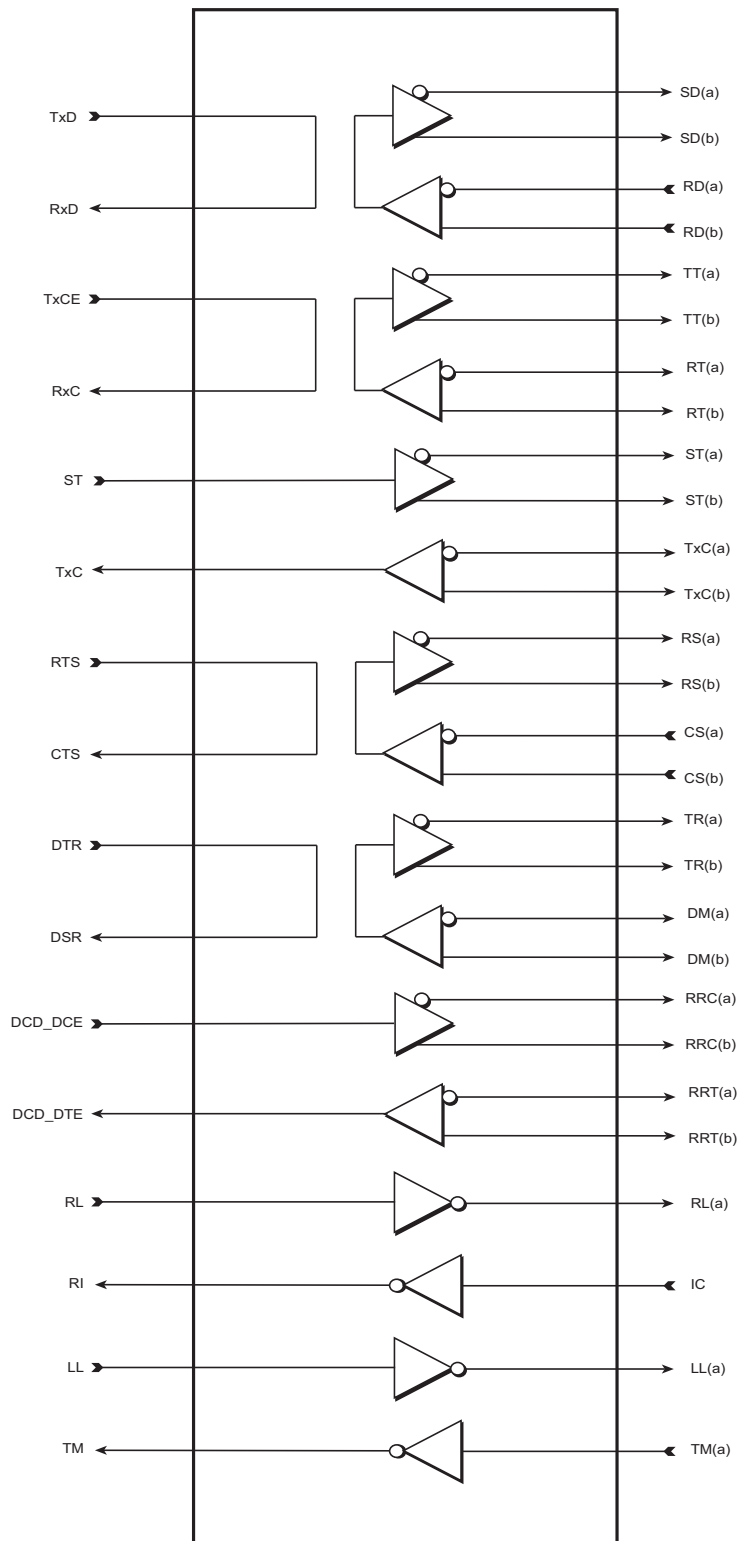 TxD
SD(a)
SD(b)
RxD
RD(a)
RD(b)
TxCE
TT(a)
TT(b)
RxC
RT(a)
RT(b)
ST
ST(a)
ST(b)
TxC
TxC(a)
TxC(b)
RTS
RS(a)
RS(b)
CTS
CS(a)
CS(b)
DTR
TR(a)
TR(b)
DSR
DM(a)
DM(b)
DCD_DCE
RRC(a)
RRC(b)
DCD_DTE
RRT(a)
RRT(b)
RL
RL(a)
RI
IC
LL
LL(a)
TM
TM(a)